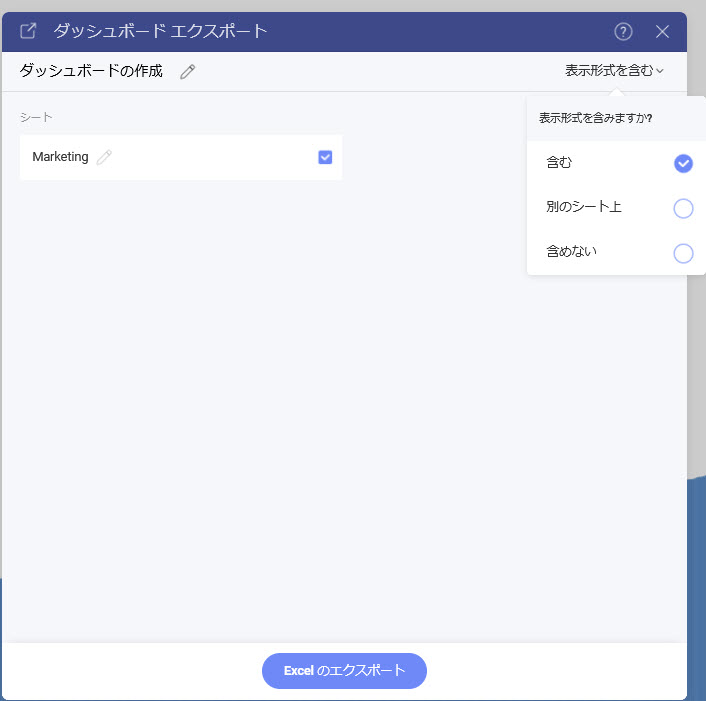 ダッシュボード エクスポート
ダッシュボードの作成
表示形式を含む
シート
Marketing
表示形式を含みますか?
含む
別のシート上
含めない
Excel のエクスポート